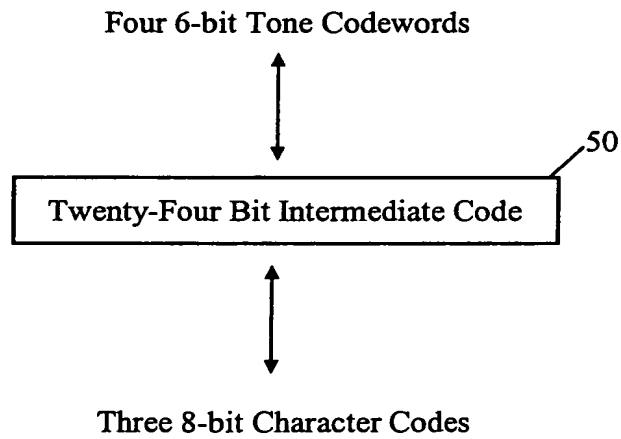 Four 6-bit Tone Codewords
50
Twenty-Four Bit Intermediate Code
Three 8-bit Character Codes